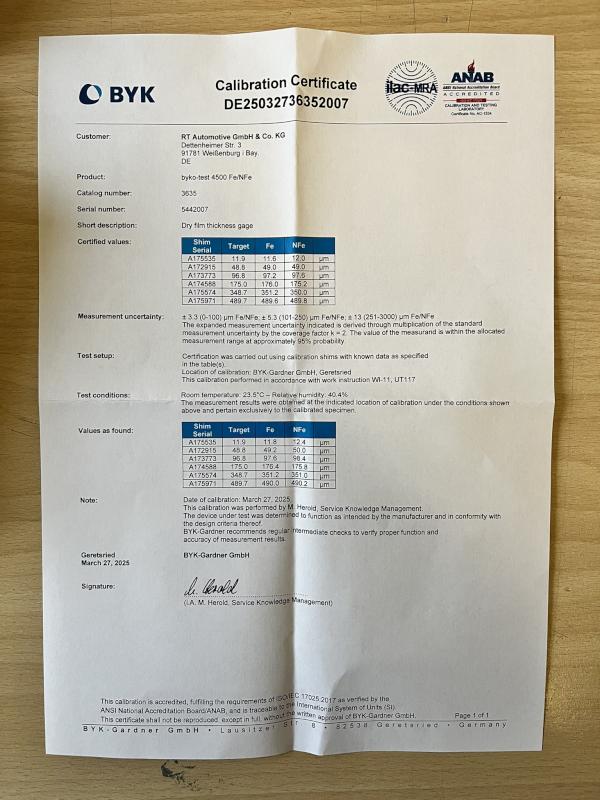 BYK
Calibration Certificate
DE25032736352007
ilac-MRA
ANAB
ANSI National Accreditation Board
ACCREDITED
CALIBRATION AND TESTING
LABORATORY
Customer: RT Automotive GmbH & Co. KG
Dettenheimer Str. 3
91781 Weißenburg i Bay.
DE
Product: byko-test 4500 Fe/NFe
Catalog number: 3635
Serial number: 5442007
Short description: Dry film thickness gage
Certified values:
Shim Serial Target Fe NFe
A175535 11.9 11.6 12.0 µm
A172915 48.8 49.0 49.0 µm
A173773 96.8 97.2 97.6 µm
A174588 175.0 176.0 175.2 µm
A175574 348.7 351.2 350.0 µm
A175971 489.7 489.6 489.8 µm
Measurement uncertainty: ± 3.3 (0-100) µm Fe/NFe; ± 5.3 (101-250) µm Fe/NFe; ± 13 (251-3000) µm Fe/NFe
The expanded measurement uncertainty indicated is derived through multiplication of the standard
measurement uncertainty by the coverage factor k = 2. The value of the measurand is within the allocated
measurement range at approximately 95% probability.
Test setup: Certification was carried out using calibration shims with known data as specified
in the table(s).
Location of calibration: BYK-Gardner GmbH, Geretsried
This calibration performed in accordance with work instruction WI-11, UT117
Test conditions: Room temperature: 23.5°C – Relative humidity: 40.4%
The measurement results were obtained at the indicated location of calibration under the conditions shown
above and pertain exclusively to the calibrated specimen.
Values as found:
Shim Serial Target Fe NFe
A175535 11.9 11.8 12.4 µm
A172915 48.8 49.2 50.0 µm
A173773 96.8 97.6 98.4 µm
A174588 175.0 176.4 175.8 µm
A175574 348.7 351.2 351.0 µm
A175971 489.7 490.0 490.2 µm
Note: Date of calibration: March 27, 2025
This calibration was performed by M. Herold, Service Knowledge Management.
The device under test was determined to function as intended by the manufacturer and in conformity with
the design criteria thereof.
BYK-Gardner recommends regular intermediate checks to verify proper function and
accuracy of measurement results.
Geretsried BYK-Gardner GmbH
March 27, 2025
Signature: M. Herold
(i.A. M. Herold, Service Knowledge Management)
This calibration is accredited, fulfilling the requirements of ISO/IEC 17025:2017 as verified by the
ANSI National Accreditation Board/ANAB, and is traceable to the International System of Units (SI).
This certificate shall not be reproduced, except in full, without the written approval of BYK-Gardner GmbH. Page 1 of 1
BYK-Gardner GmbH • Lausitzer Str. 8 • 82538 Geretsried • Germany